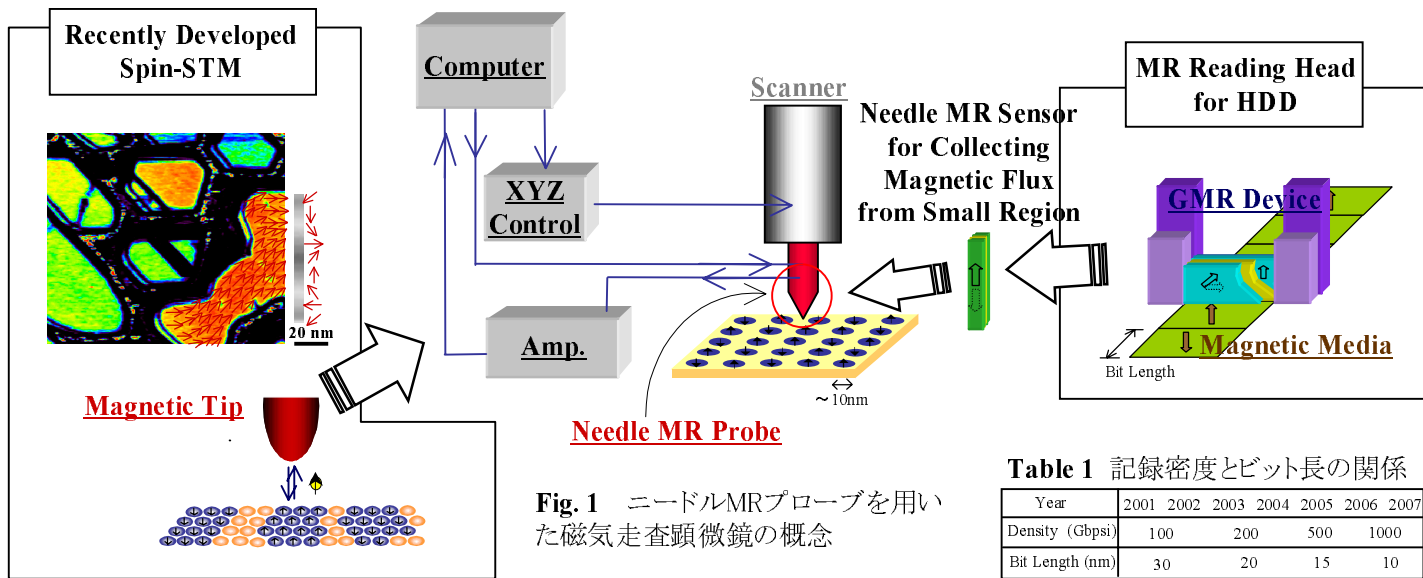 Recently Developed
Spin-STM
20 nm
Magnetic Tip
Computer
XYZ
Control
Amp.
Scanner
Needle MR Sensor
for Collecting
Magnetic Flux
from Small Region
~10nm
Needle MR Probe
MR Reading Head
for HDD
GMR Device
Magnetic Media
Bit Length
Fig. 1 ニードルMRプローブを用い
た磁気走査顕微鏡の概念
Table 1 記録密度とビット長の関係
Year 2001 2002 2003 2004 2005 2006 2007
Density (Gbpsi) 100 200 500 1000
Bit Length (nm) 30 20 15 10